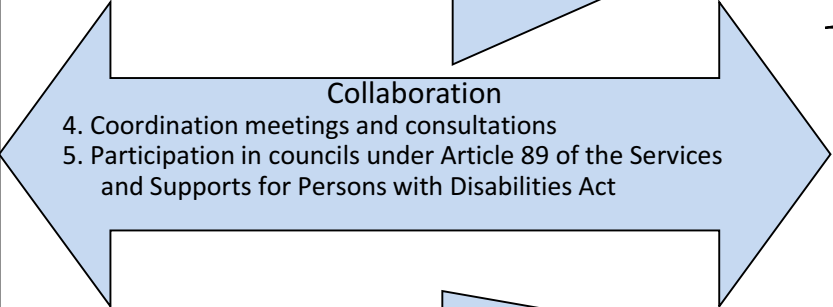 Collaboration
4. Coordination meetings and consultations
5. Participation in councils under Article 89 of the Services
and Supports for Persons with Disabilities Act